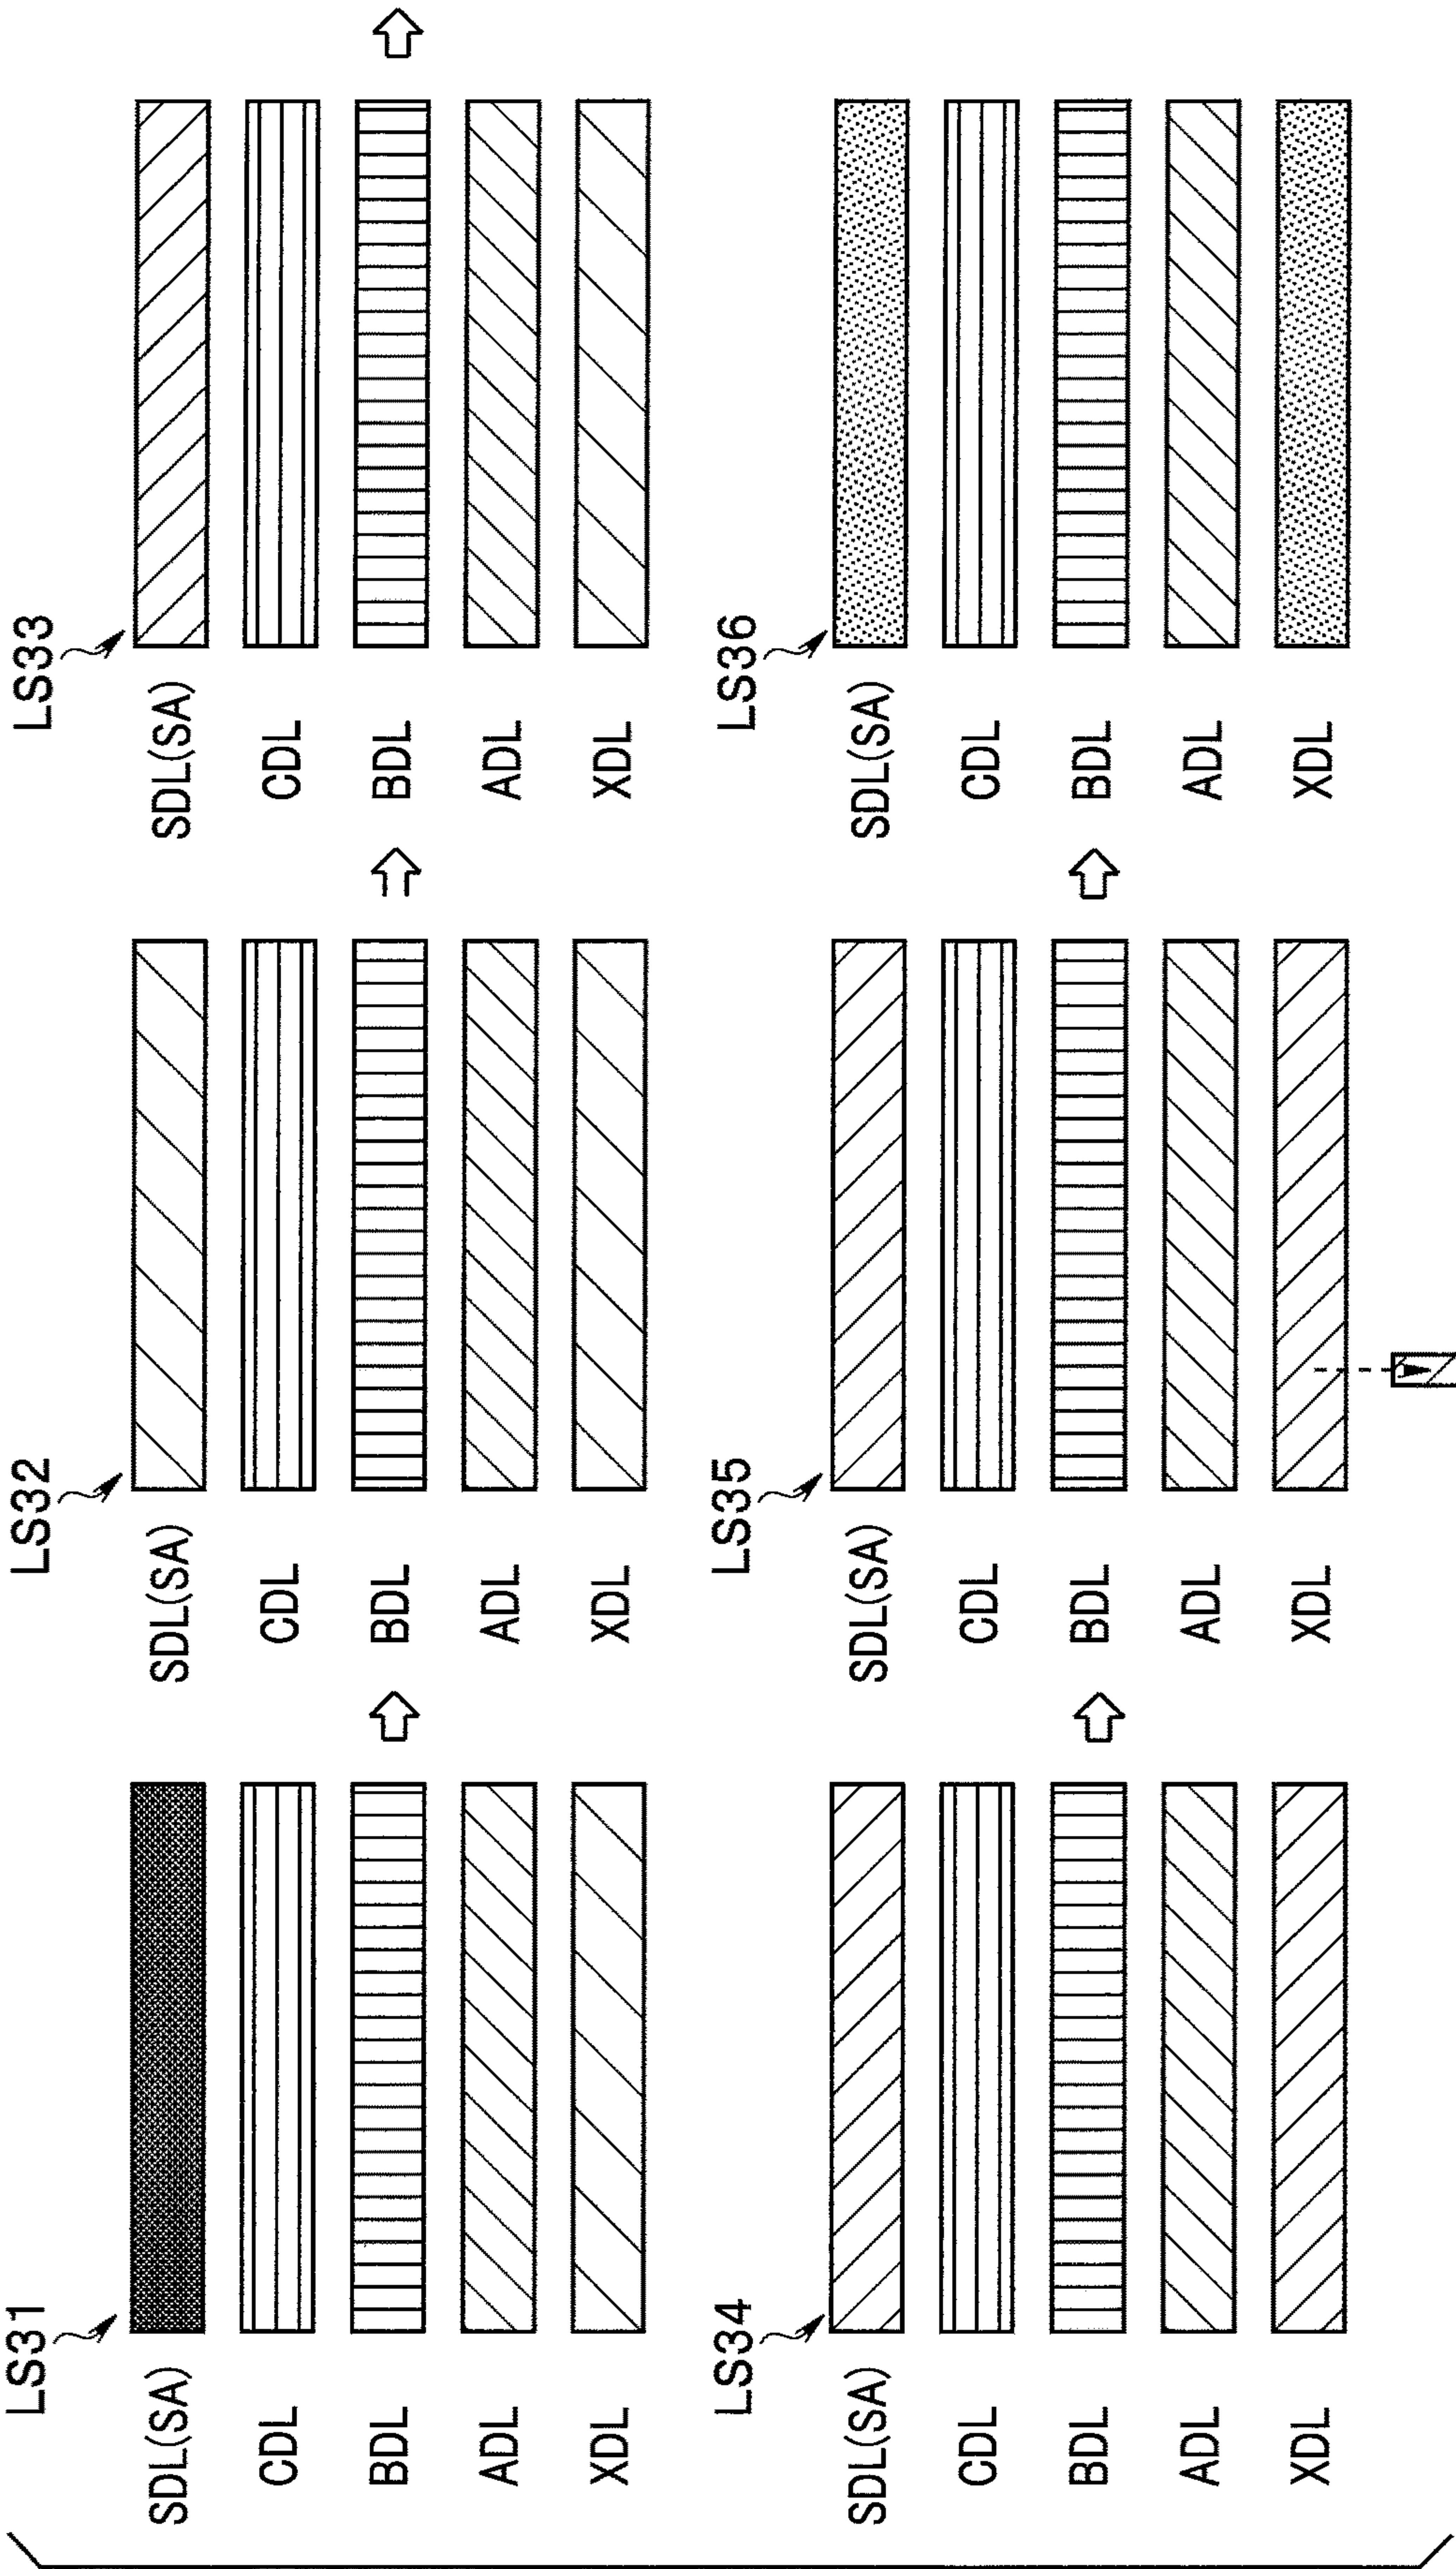 LS31
SDL(SA)
CDL
BDL
ADL
XDL
LS32
SDL(SA)
CDL
BDL
ADL
XDL
LS33
SDL(SA)
CDL
BDL
ADL
XDL
LS34
SDL(SA)
CDL
BDL
ADL
XDL
LS35
SDL(SA)
CDL
BDL
ADL
XDL
LS36
SDL(SA)
CDL
BDL
ADL
XDL